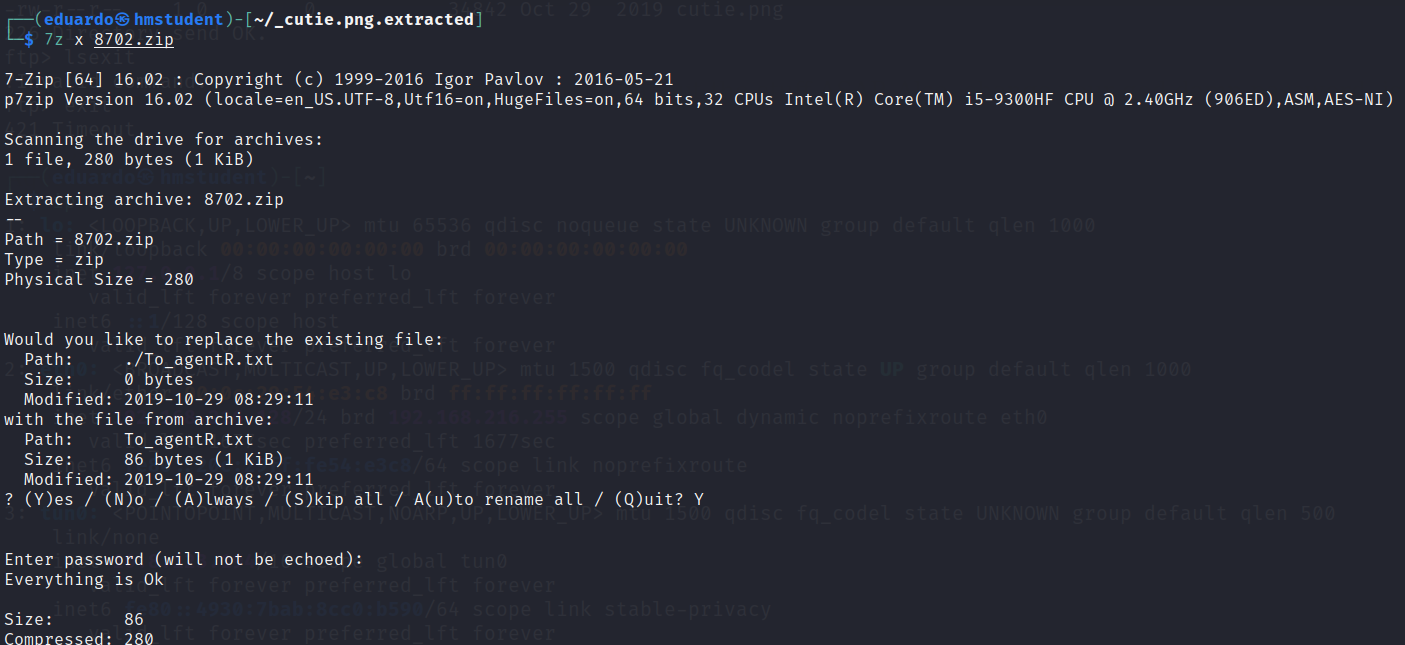 ┌──(eduardo㉿hmstudent)-[~/_cutie.png.extracted]
└─$ 7z x 8702.zip
7-Zip [64] 16.02 : Copyright (c) 1999-2016 Igor Pavlov : 2016-05-21
p7zip Version 16.02 (locale=en_US.UTF-8,Utf16=on,HugeFiles=on,64 bits,32 CPUs Intel(R) Core(TM) i5-9300HF CPU @ 2.40GHz (906ED),ASM,AES-NI)
Scanning the drive for archives:
1 file, 280 bytes (1 KiB)
Extracting archive: 8702.zip
--
Path = 8702.zip
Type = zip
Physical Size = 280
Would you like to replace the existing file:
  Path:     ./To_agentR.txt
  Size:     0 bytes
  Modified: 2019-10-29 08:29:11
with the file from archive:
  Path:     To_agentR.txt
  Size:     86 bytes (1 KiB)
  Modified: 2019-10-29 08:29:11
? (Y)es / (N)o / (A)lways / (S)kip all / A(u)to rename all / (Q)uit? Y
Enter password (will not be echoed):
Everything is Ok
Size:       86
Compressed: 280